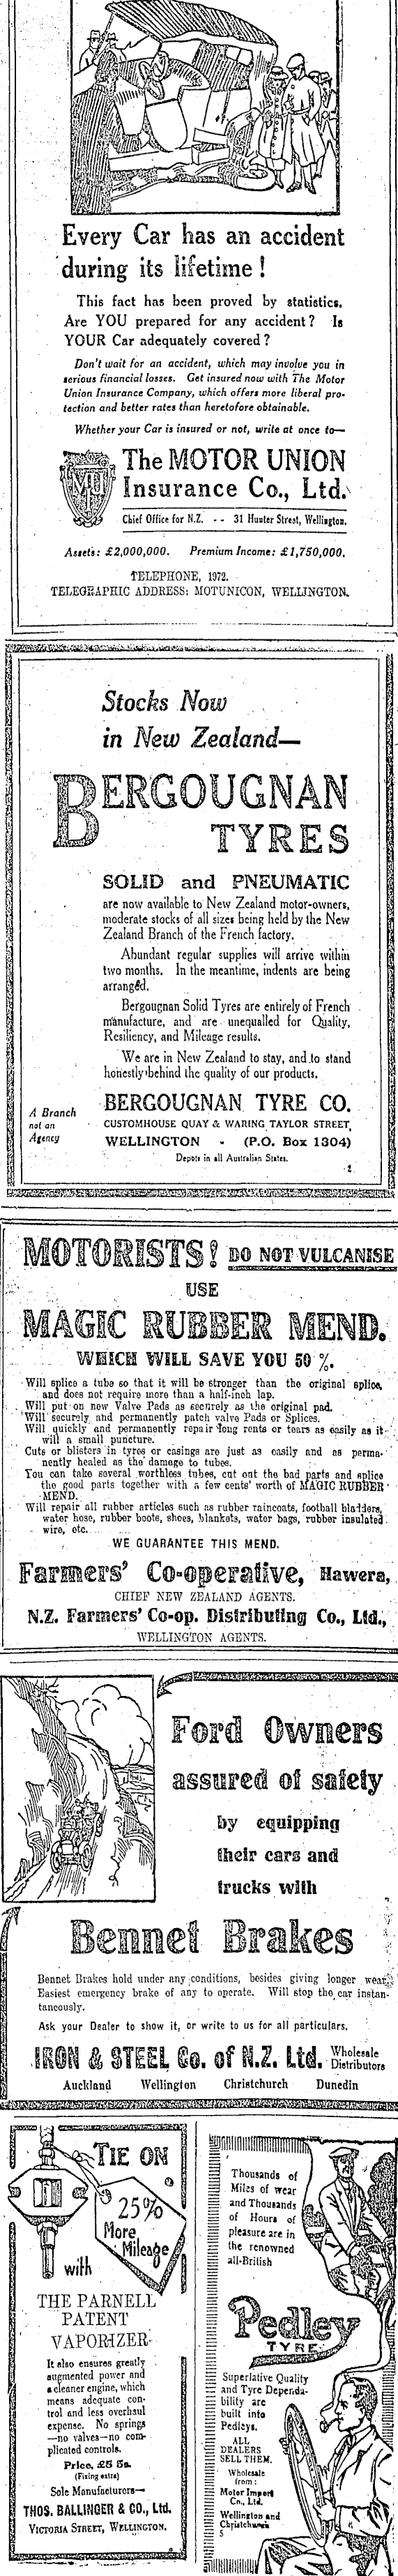 Every Car has an accident
during its lifetime!
This fact has been proved by statistics.
Are YOU prepared for any accident? Is
YOUR Car adequately covered?
Don't wait for an accident, which may involve you in
serious financial losses. Get insured now with The Motor
Union Insurance Company, which offers more liberal pro-
tection and better rates than heretofore obtainable.
Whether your Car is insured or not, write at once to—
MUI
The MOTOR UNION
Insurance Co., Ltd.
Chief Office for N.Z. - - 31 Hunter Street, Wellington.
Assets: £2,000,000. Premium Income: £1,750,000.
TELEPHONE, 1972.
TELEGRAPHIC ADDRESS: MOTUNICON, WELLINGTON.
Stocks Now
in New Zealand—
BERGOUGNAN
TYRES
SOLID and PNEUMATIC
are now available to New Zealand motor-owners,
moderate stocks of all sizes being held by the New
Zealand Branch of the French factory.
Abundant regular supplies will arrive within
two months. In the meantime, indents are being
arranged.
Bergougnan Solid Tyres are entirely of French
manufacture, and are unequalled for Quality,
Resiliency, and Mileage results.
We are in New Zealand to stay, and to stand
honestly behind the quality of our products.
A Branch
not an
Agency
BERGOUGNAN TYRE CO.
CUSTOMHOUSE QUAY & WARING TAYLOR STREET,
WELLINGTON - (P.O. Box 1304)
Depots in all Australian States.
2
MOTORISTS! DO NOT VULCANISE
USE
MAGIC RUBBER MEND.
WHICH WILL SAVE YOU 50 %.
Will splice a tube so that it will be stronger than the original splice,
and does not require more than a half-inch lap.
Will put on new Valve Pads as securely as the original pad.
Will securely and permanently patch valve Pads or Splices.
Will quickly and permanently repair long rents or tears as easily as it
will a small puncture.
Cuts or blisters in tyres or casings are just as easily and as perma-
nently healed as the damage to tubes.
You can take several worthless tubes, cut out the bad parts and splice
the good parts together with a few cents' worth of MAGIC RUBBER
MEND.
Will repair all rubber articles such as rubber raincoats, football bladders,
water hose, rubber boots, shoes, blankets, water bags, rubber insulated
wire, etc.
WE GUARANTEE THIS MEND.
Farmers' Co-operative, Hawera,
CHIEF NEW ZEALAND AGENTS.
N.Z. Farmers' Co-op. Distributing Co., Ltd.,
WELLINGTON AGENTS.
Ford Owners
assured of safety
by equipping
their cars and
trucks with
Bennet Brakes
Bennet Brakes hold under any conditions, besides giving longer wear.
Easiest emergency brake of any to operate. Will stop the car instan-
taneously.
Ask your Dealer to show it, or write to us for all particulars.
IRON & STEEL Co. of N.Z. Ltd. Wholesale
Distributors
Auckland Wellington Christchurch Dunedin
TIE ON
25%
More
Mileage
with
THE PARNELL
PATENT
VAPORIZER
It also ensures greatly
augmented power and
a cleaner engine, which
means adequate con-
trol and less overhaul
expense. No springs
—no valves—no com-
plicated controls.
Price, £5 5s.
(Fixing extra)
Sole Manufacturers—
THOS. BALLINGER & CO., Ltd.
VICTORIA STREET, WELLINGTON.
Thousands of
Miles of wear
and Thousands
of Hours of
pleasure are in
the renowned
all-British
Pedley
TYRE
Superlative Quality
and Tyre Dependa-
bility are
built into
Pedleys.
ALL
DEALERS
SELL THEM.
Wholesale
from:
Motor Import
Co., Ltd.
Wellington and
Christchurch
5